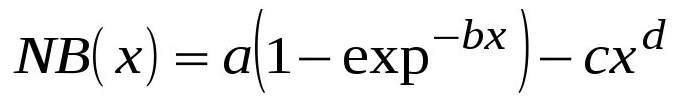 NB(x) = a(1 − exp^{−bx}) − cx^{d}